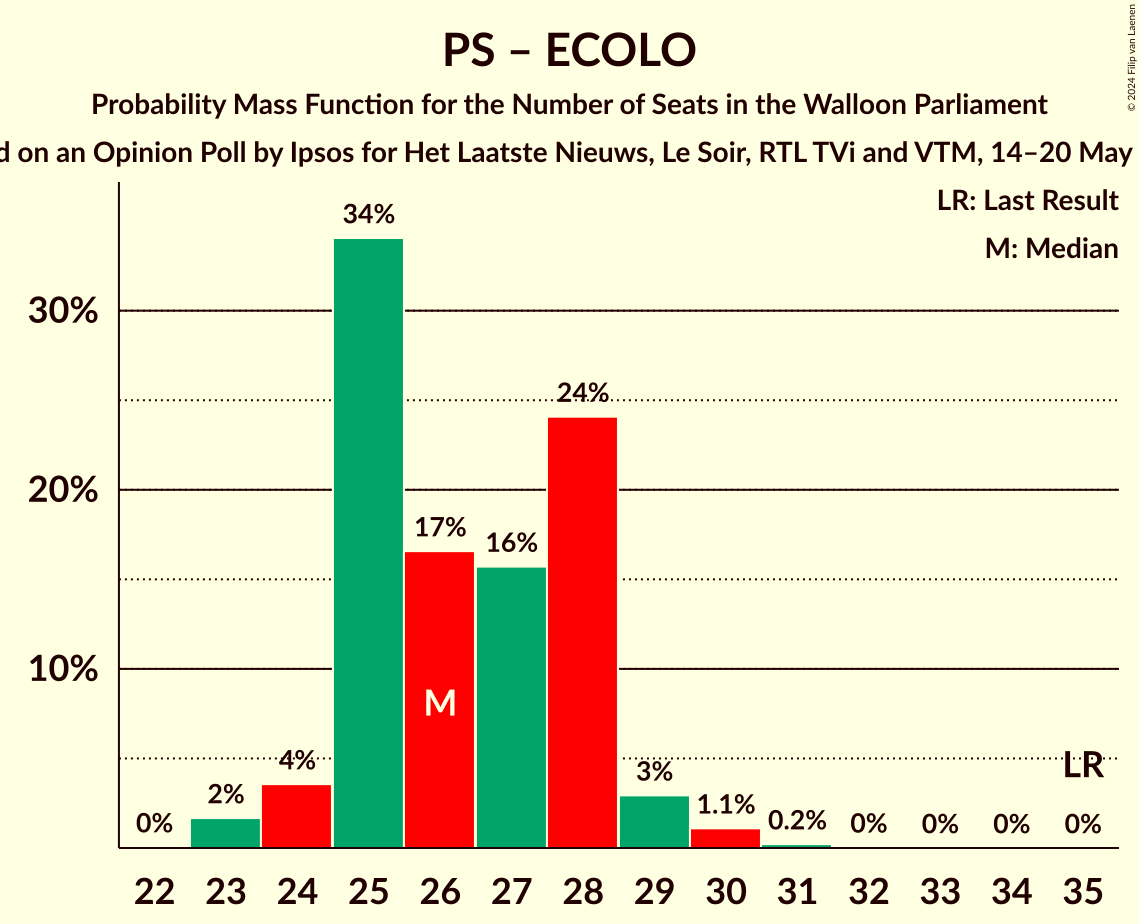 PS – ECOLO
Probability Mass Function for the Number of Seats in the Walloon Parliament
on an Opinion Poll by Ipsos for Het Laatste Nieuws, Le Soir, RTL TVi and VTM, 14–20 May
© 2024 Filip van Laenen
LR: Last Result
M: Median
34%
30%
24%
20%
17%
16%
10%
M
4%
LR
3%
2%
1.1%
0.2%
0% 0% 0% 0% 0%
22 23 24 25 26 27 28 29 30 31 32 33 34 35